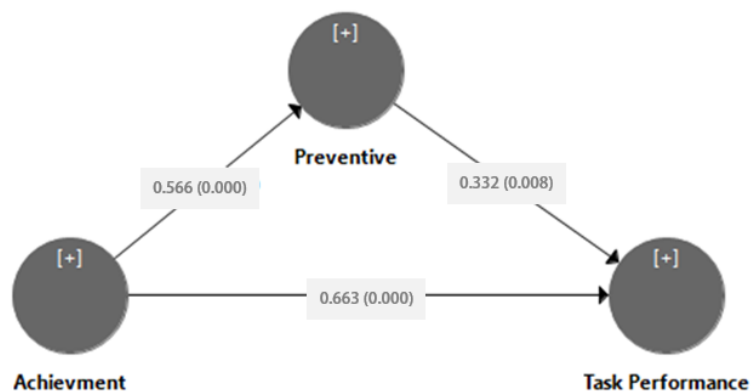 [+]
Preventive
0.566 (0.000)
0.332 (0.008)
[+]
[+]
0.663 (0.000)
Achievment
Task Performance